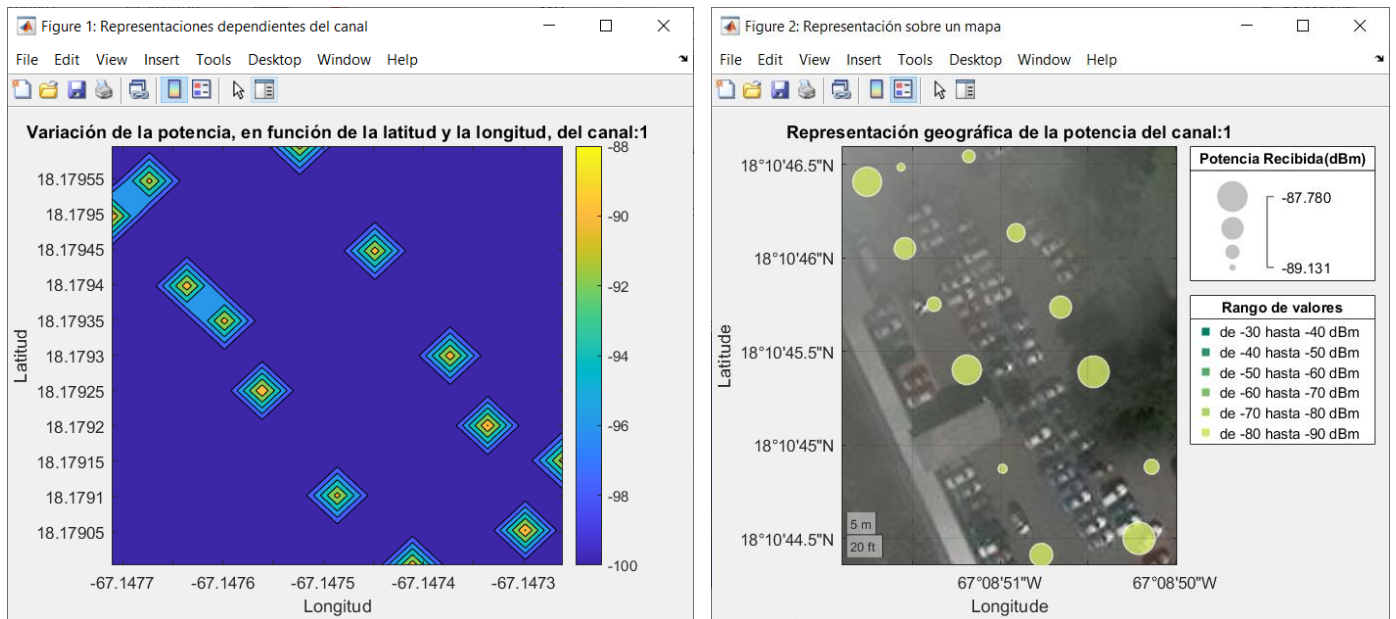 Figure 1: Representaciones dependientes del canal
File Edit View Insert Tools Desktop Window Help
Variación de la potencia, en función de la latitud y la longitud, del canal:1
18.17955
18.1795
18.17945
18.1794
18.17935
18.1793
18.17925
18.1792
18.17915
18.1791
18.17905
Latitud
-67.1477
-67.1476
-67.1475
-67.1474
-67.1473
Longitud
-88
-90
-92
-94
-96
-98
-100
Figure 2: Representación sobre un mapa
File Edit View Insert Tools Desktop Window Help
Representación geográfica de la potencia del canal:1
18°10'46.5"N
18°10'46"N
18°10'45.5"N
18°10'45"N
18°10'44.5"N
Latitude
5 m
20 ft
67°08'51"W
67°08'50"W
Longitude
Potencia Recibida(dBm)
-87.780
-89.131
Rango de valores
de -30 hasta -40 dBm
de -40 hasta -50 dBm
de -50 hasta -60 dBm
de -60 hasta -70 dBm
de -70 hasta -80 dBm
de -80 hasta -90 dBm